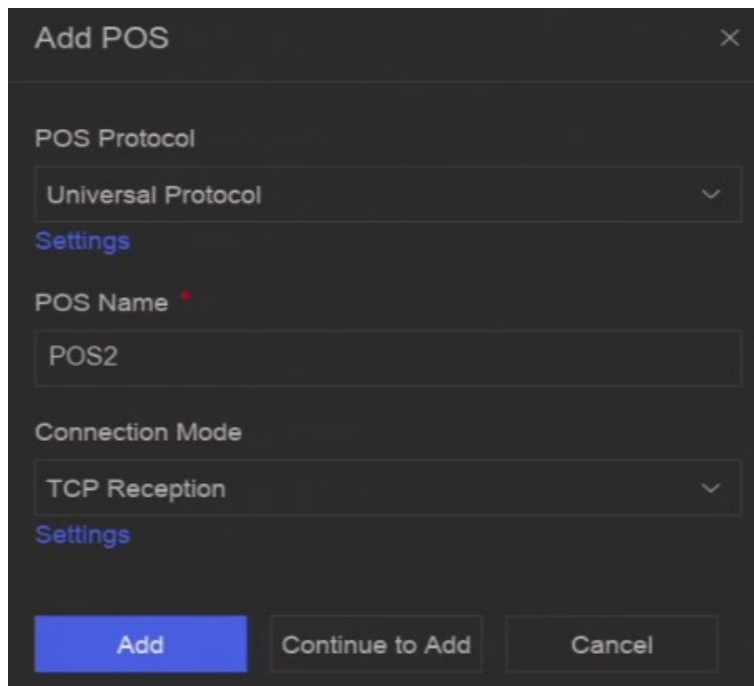 Add POS
POS Protocol
Universal Protocol
Settings
POS Name *
POS2
Connection Mode
TCP Reception
Settings
Add
Continue to Add
Cancel